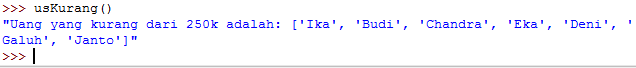 >>> usKurang()
"Uang yang kurang dari 250k adalah: ['Ika', 'Budi', 'Chandra', 'Eka', 'Deni', '
Galuh', 'Janto']"
>>>